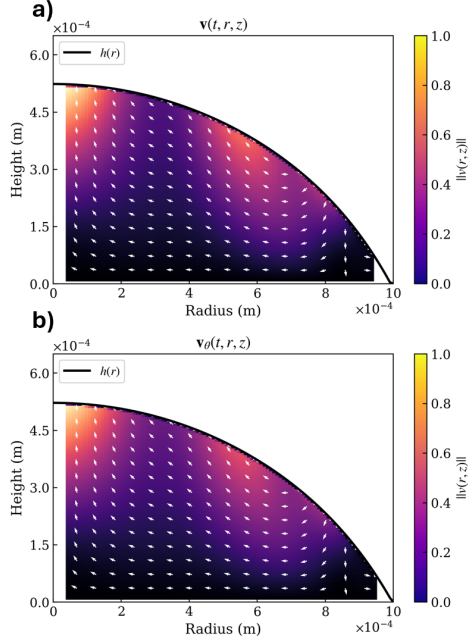 a)
v(t, r, z)
×10⁻⁴
h(r)
6.0
4.5
3.0
1.5
0.0
Height (m)
0 2 4 6 8 10
Radius (m)
×10⁻⁴
1.0
0.8
0.6
0.4
0.2
0.0
||v(r, z)||
b)
vθ(t, r, z)
×10⁻⁴
h(r)
6.0
4.5
3.0
1.5
0.0
Height (m)
0 2 4 6 8 10
Radius (m)
×10⁻⁴
1.0
0.8
0.6
0.4
0.2
0.0
||v(r, z)||